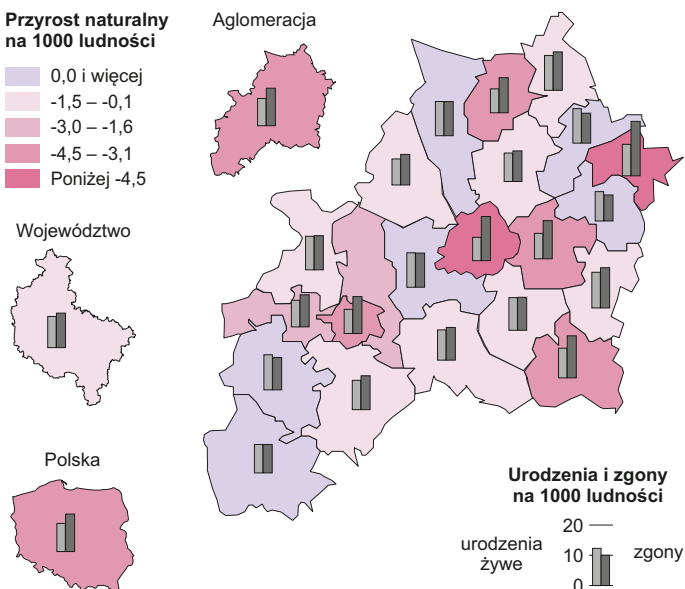 Przyrost naturalny
na 1000 ludności
0,0 i więcej
-1,5 – -0,1
-3,0 – -1,6
-4,5 – -3,1
Poniżej -4,5
Aglomeracja
Województwo
Polska
Urodzenia i zgony
na 1000 ludności
20
10
0
urodzenia
żywe
zgony